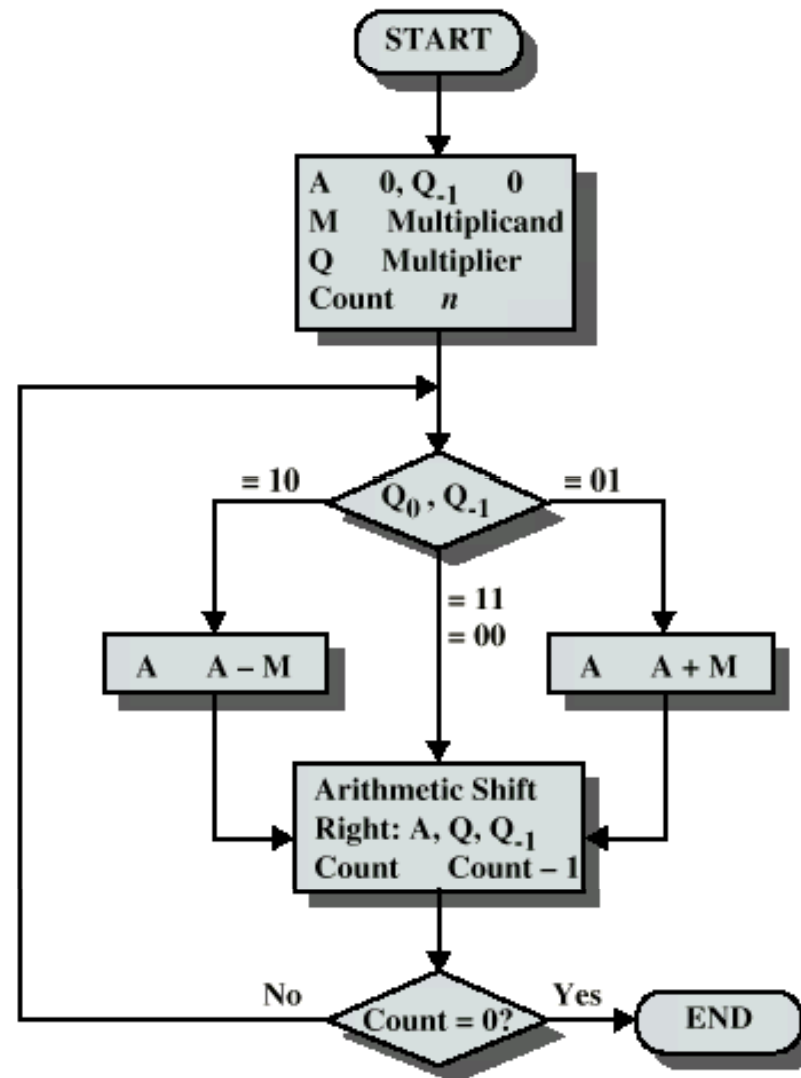 START
A 0, Q-1 0
M Multiplicand
Q Multiplier
Count n
= 10
Q0 , Q-1
= 01
= 11
= 00
A A – M
A A + M
Arithmetic Shift
Right: A, Q, Q-1
Count Count – 1
No
Count = 0?
Yes
END